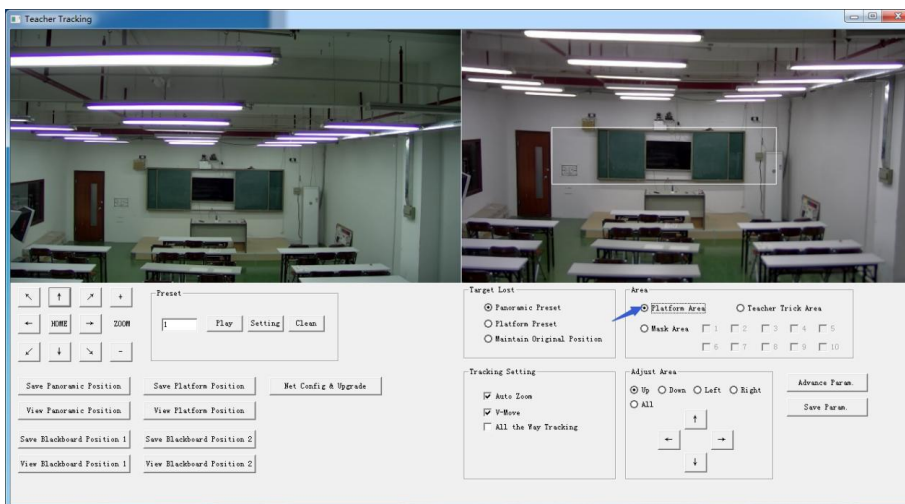 Teacher Tracking
Preset
HOME
ZOOM
1
Play
Setting
Clean
Save Panoramic Position
Save Platform Position
Net Config & Upgrade
View Panoramic Position
View Platform Position
Save Blackboard Position 1
Save Blackboard Position 2
View Blackboard Position 1
View Blackboard Position 2
Target Lost
Panoramic Preset
Platform Preset
Maintain Original Position
Area
Platform Area
Teacher Trick Area
Mask Area
1
2
3
4
5
6
7
8
9
10
Tracking Setting
Auto Zoom
V-Move
All the Way Tracking
Adjust Area
Up
Down
Left
Right
All
Advance Param.
Save Param.